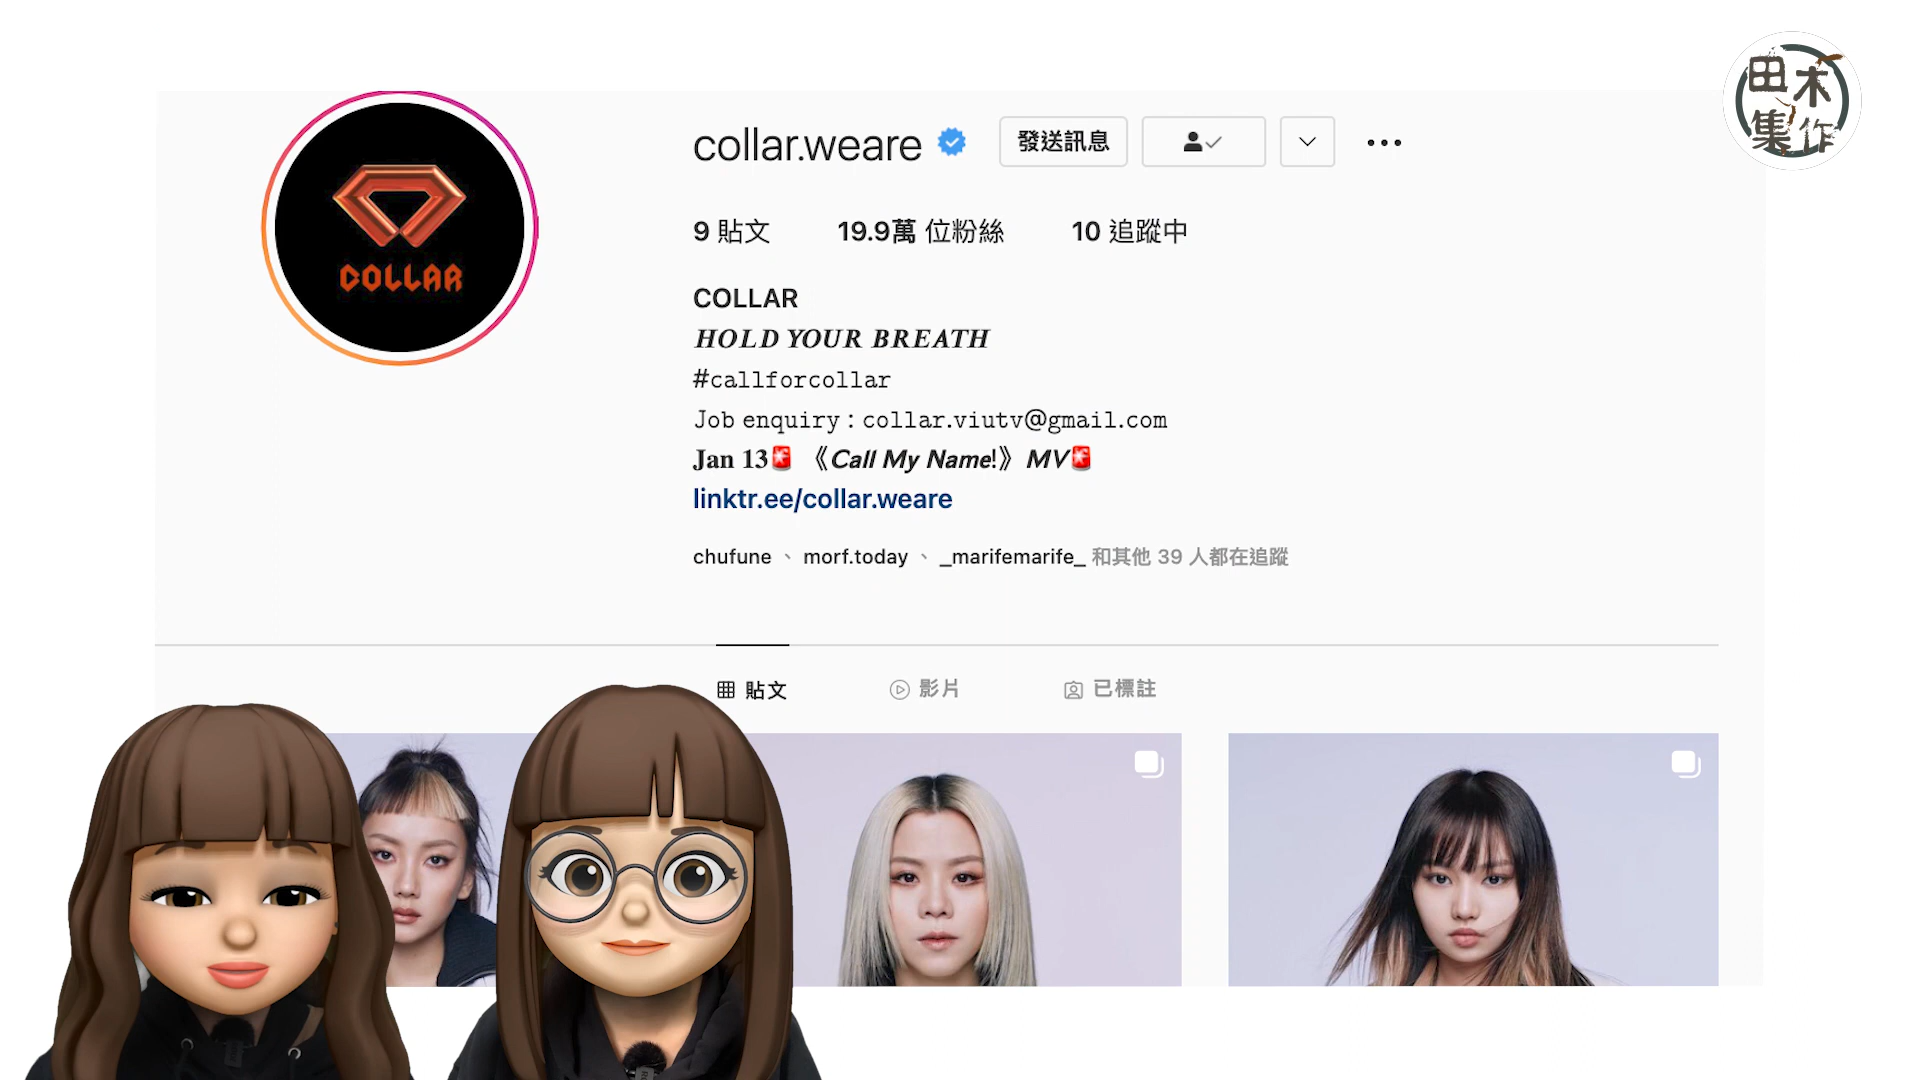 田木
集作
collar.weare
發送訊息
9 貼文
19.9萬 位粉絲
10 追蹤中
COLLAR
COLLAR
HOLD YOUR BREATH
#callforcollar
Job enquiry : collar.viutv@gmail.com
Jan 13🚨 《Call My Name!》 MV🚨
linktr.ee/collar.weare
chufune 、 morf.today 、 _marifemarife_ 和其他 39 人都在追蹤
貼文
影片
已標註